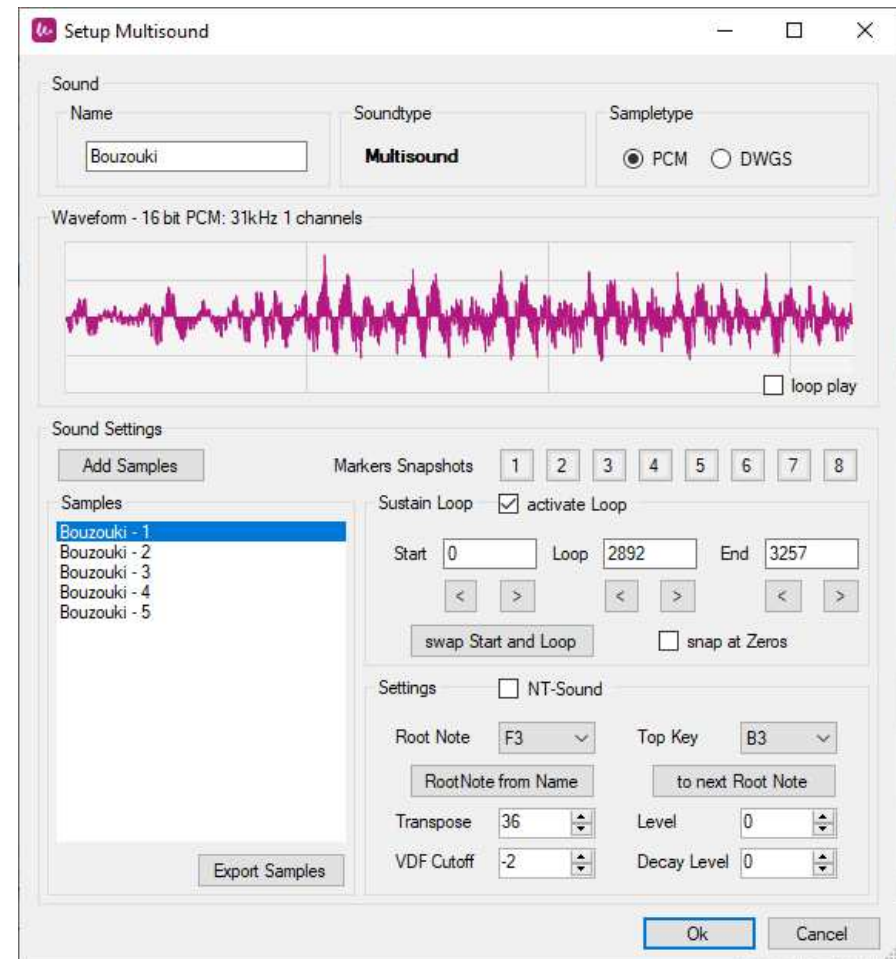 Setup Multisound
Sound
Name
Soundtype
Sampletype
Bouzouki
Multisound
PCM
DWGS
Waveform - 16 bit PCM: 31kHz 1 channels
loop play
Sound Settings
Add Samples
Markers Snapshots 1 2 3 4 5 6 7 8
Samples
Bouzouki - 1
Bouzouki - 2
Bouzouki - 3
Bouzouki - 4
Bouzouki - 5
Export Samples
Sustain Loop activate Loop
Start 0 Loop 2892 End 3257
< > < > < >
swap Start and Loop snap at Zeros
Settings NT-Sound
Root Note F3 Top Key B3
RootNote from Name to next Root Note
Transpose 36 Level 0
VDF Cutoff -2 Decay Level 0
Ok Cancel